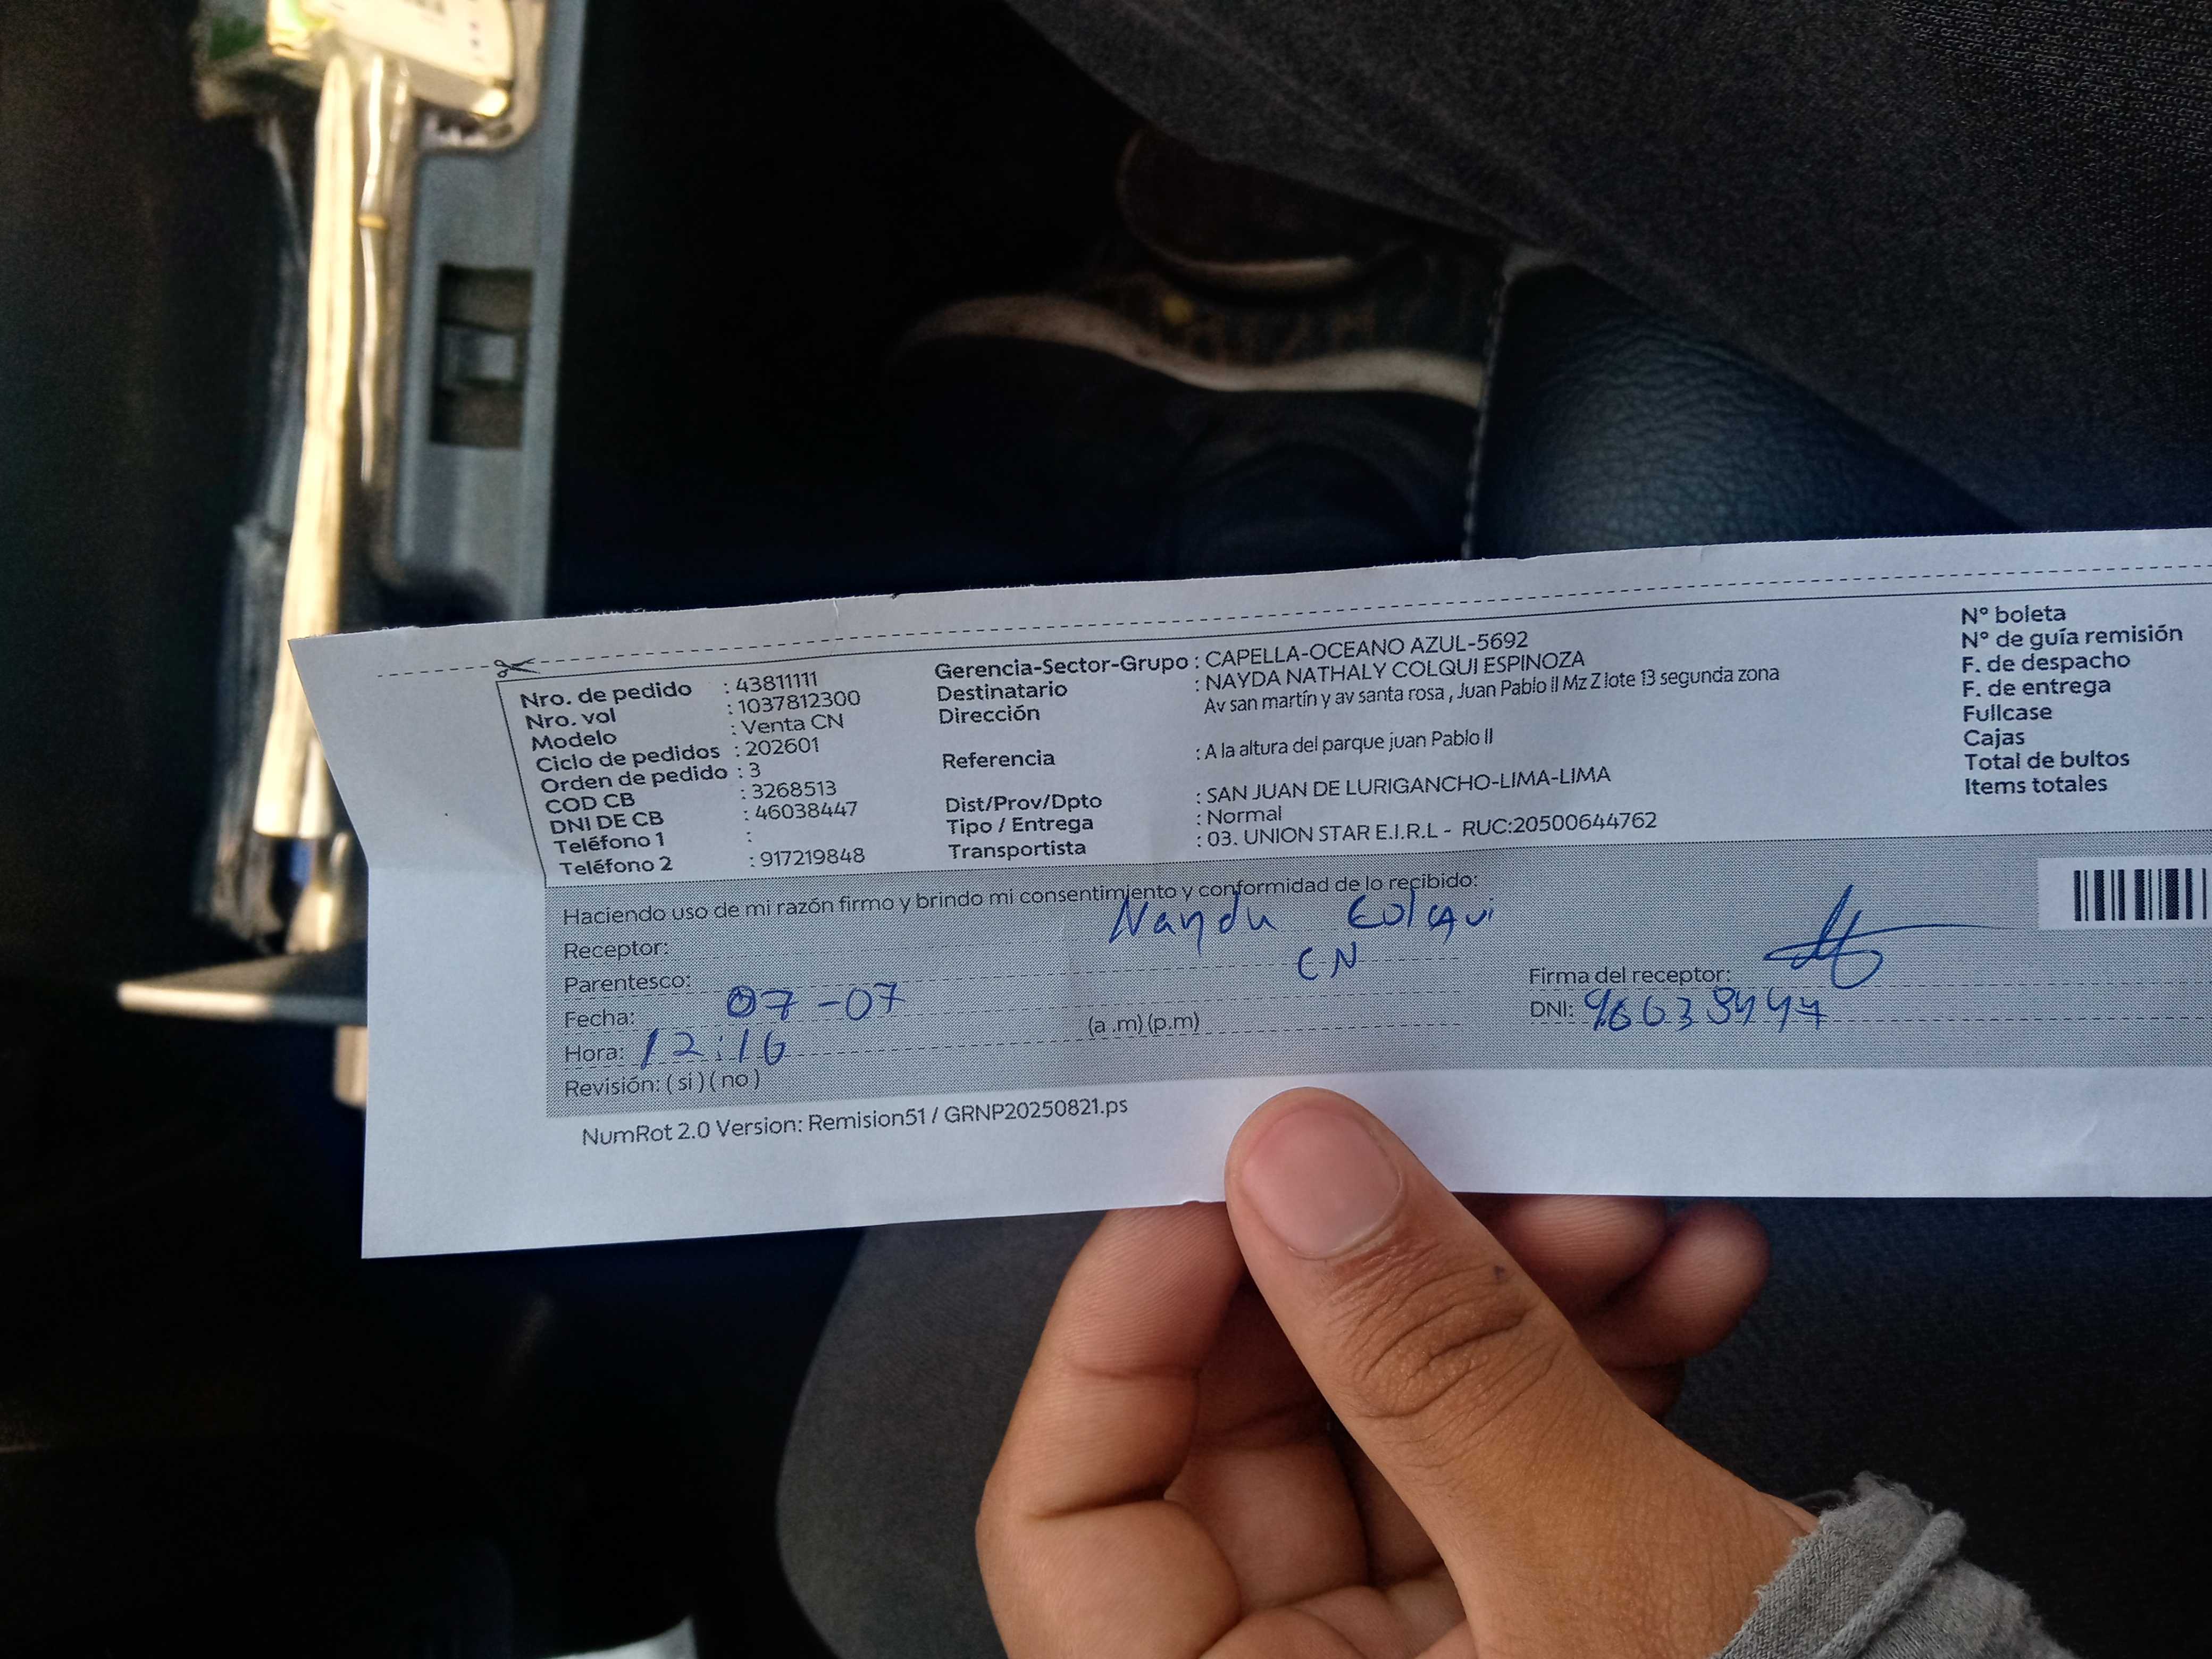 Nro. de pedido : 43811111
Nro. vol : 1037812300
Modelo : Venta CN
Ciclo de pedidos : 202601
Orden de pedido : 3
COD CB : 3268513
DNI DE CB : 46038447
Teléfono 1 :
Teléfono 2 : 917219848
Gerencia-Sector-Grupo : CAPELLA-OCEANO AZUL-5692
Destinatario : NAYDA NATHALY COLQUI ESPINOZA
Dirección Av san martín y av santa rosa , Juan Pablo iI Mz Z lote 13 segunda zona
Referencia : A la altura del parque juan Pablo II
Dist/Prov/Dpto : SAN JUAN DE LURIGANCHO-LIMA-LIMA
Tipo / Entrega : Normal
Transportista : 03. UNION STAR E.I.R.L - RUC:20500644762
N° boleta
N° de guía remisión
F. de despacho
F. de entrega
Fullcase
Cajas
Total de bultos
Items totales
Haciendo uso de mi razón firmo y brindo mi consentimiento y conformidad de lo recibido:
Receptor: Nayda Colqui
Parentesco: CN
Fecha: 07-07
Hora: 12:16 (a .m) (p.m)
Revisión: ( si ) ( no )
Firma del receptor:
DNI: 46038447
NumRot 2.0 Version: Remision51 / GRNP20250821.ps